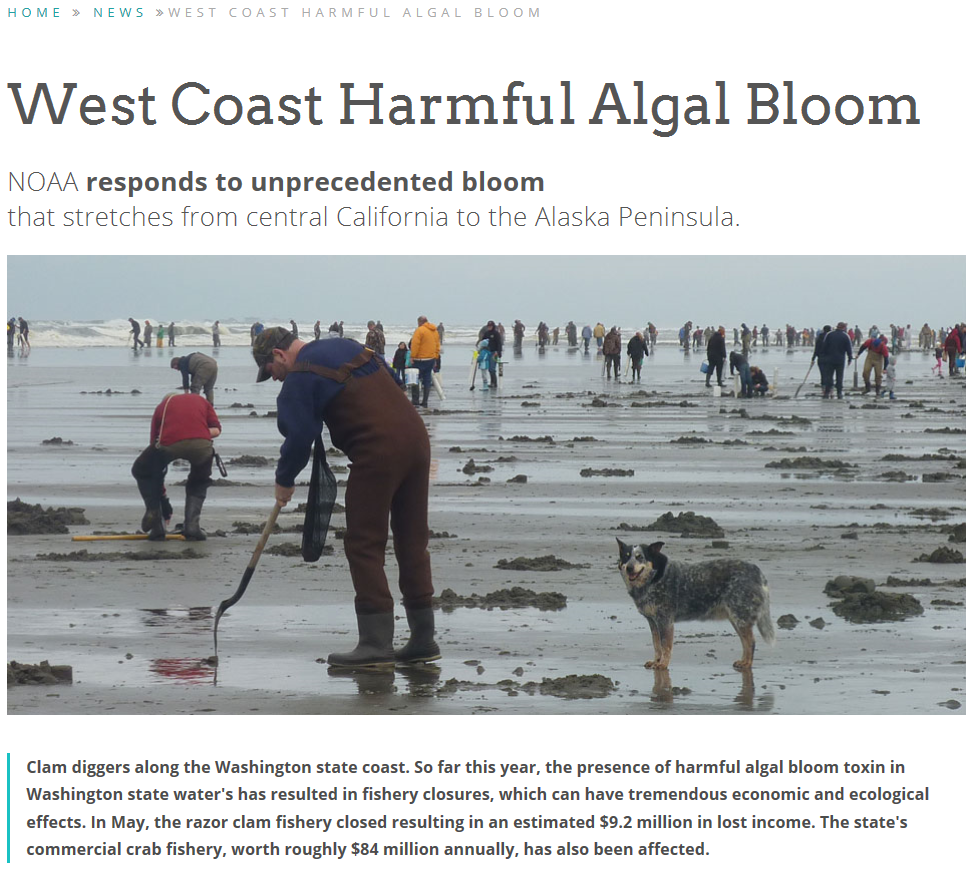 HOME » NEWS »WEST COAST HARMFUL ALGAL BLOOM
West Coast Harmful Algal Bloom
NOAA responds to unprecedented bloom
that stretches from central California to the Alaska Peninsula.
Clam diggers along the Washington state coast. So far this year, the presence of harmful algal bloom toxin in
Washington state water's has resulted in fishery closures, which can have tremendous economic and ecological
effects. In May, the razor clam fishery closed resulting in an estimated $9.2 million in lost income. The state's
commercial crab fishery, worth roughly $84 million annually, has also been affected.